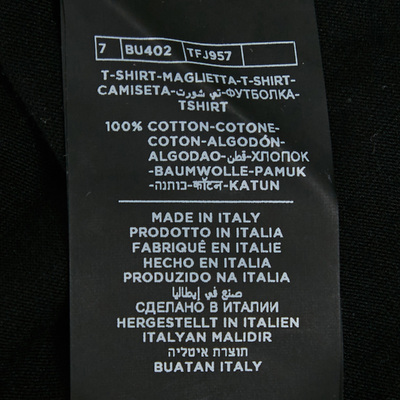 7 BU402 TFJ957
T-SHIRT-MAGLIETTA-T-SHIRT-
CAMISETA-تي شورت-ФУТБОЛКА-
TSHIRT
100% COTTON-COTONE-
COTON-ALGODÓN-
ALGODAO-قطن-ХЛОПОК
-BAUMWOLLE-PAMUK
-כותנה-कॉटन-KATUN
MADE IN ITALY
PRODOTTO IN ITALIA
FABRIQUÉ EN ITALIE
HECHO EN ITALIA
PRODUZIDO NA ITALIA
صنع في إيطاليا
СДЕЛАНО В ИТАЛИИ
HERGESTELLT IN ITALIEN
ITALYAN MALIDIR
תוצרת איטליה
BUATAN ITALY